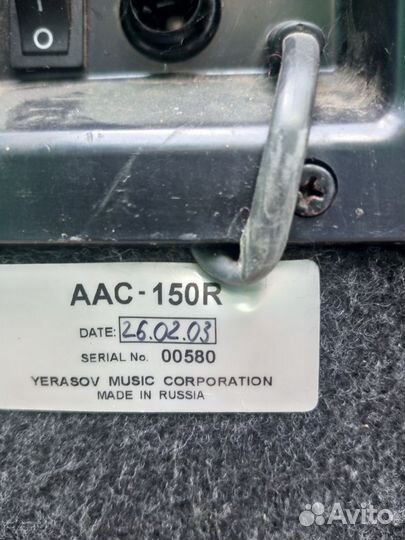 AAC-150R
DATE: 26.02.03
SERIAL No. 00580
YERASOV MUSIC CORPORATION
MADE IN RUSSIA
Avito